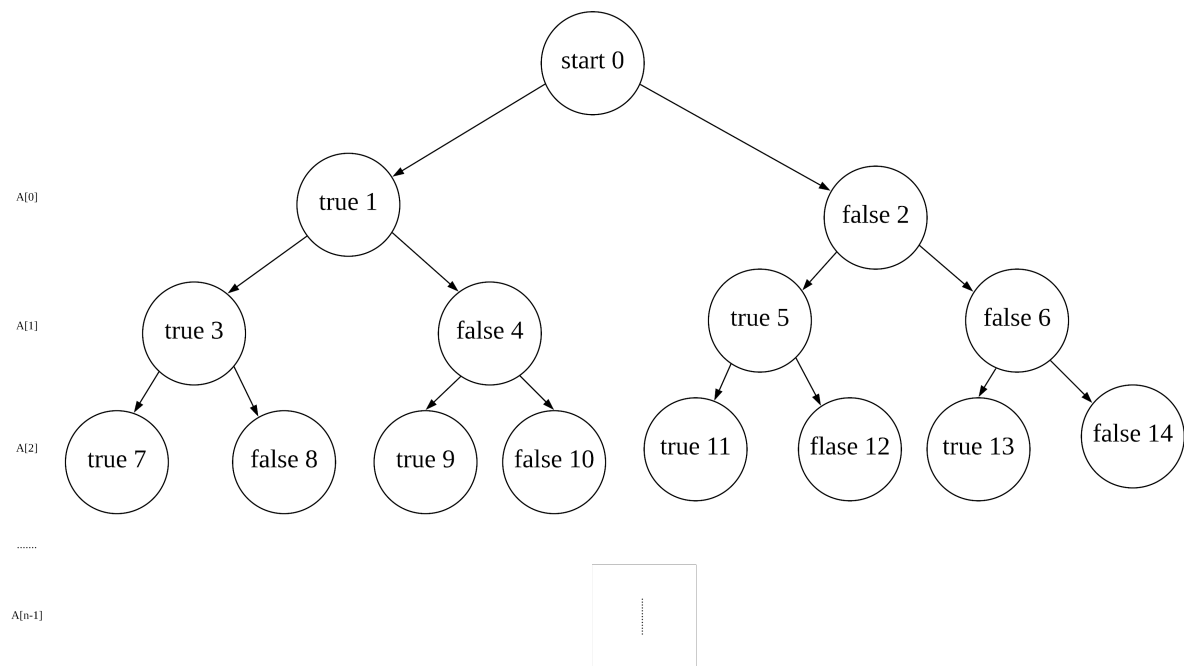 start 0
A[0]
true 1
false 2
A[1]
true 3
false 4
true 5
false 6
A[2]
true 7
false 8
true 9
false 10
true 11
flase 12
true 13
false 14
.......
A[n-1]